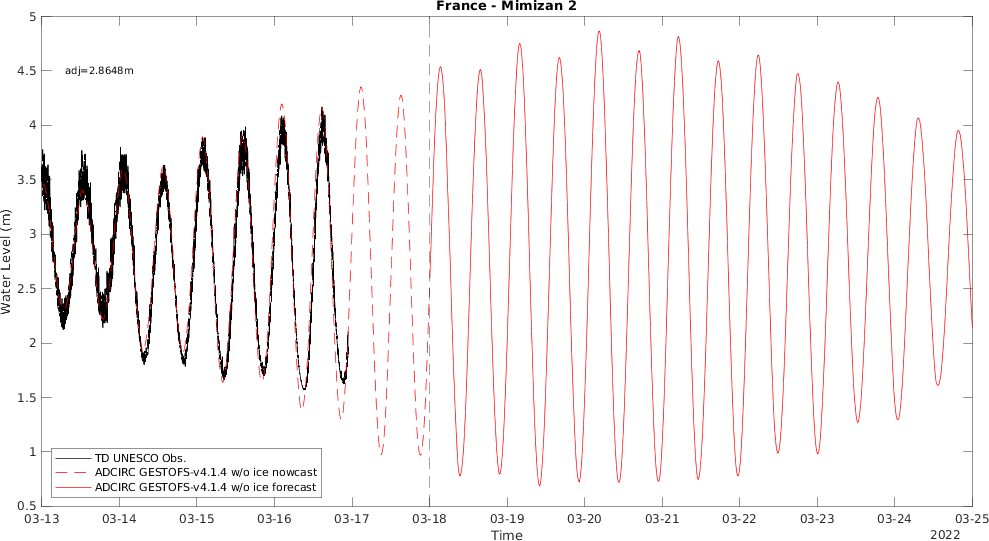 France - Mimizan 2
adj=2.8648m
5
4.5
4
3.5
3
2.5
2
1.5
1
0.5
Water Level (m)
TD UNESCO Obs.
ADCIRC GESTOFS-v4.1.4 w/o ice nowcast
ADCIRC GESTOFS-v4.1.4 w/o ice forecast
03-13 03-14 03-15 03-16 03-17 03-18 03-19 03-20 03-21 03-22 03-23 03-24 03-25
Time
2022